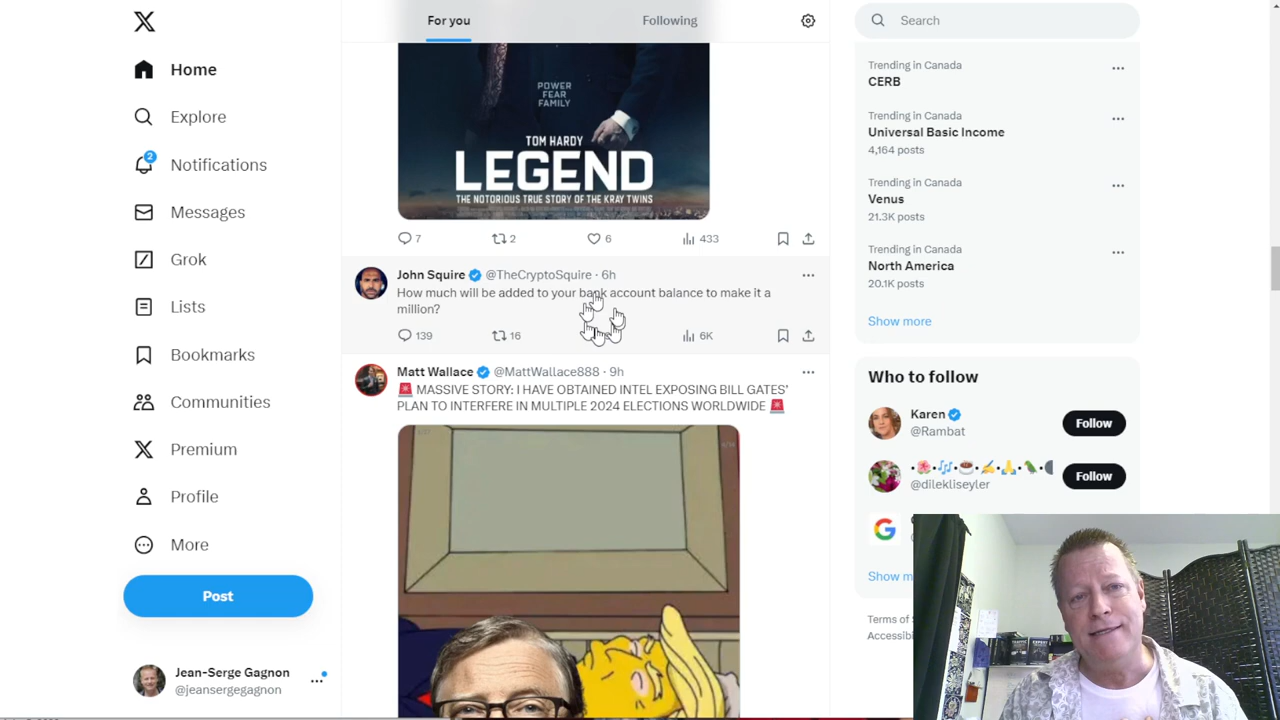 Home
Explore
2
Notifications
Messages
Grok
Lists
Bookmarks
Communities
Premium
Profile
More
Post
Jean-Serge Gagnon
@jeansergegagnon
For you
Following
POWER
FEAR
FAMILY
TOM HARDY
LEGEND
THE NOTORIOUS TRUE STORY OF THE KRAY TWINS
7 2 6 433
John Squire @TheCryptoSquire · 6h
How much will be added to your bank account balance to make it a
million?
139 16 6K
Matt Wallace @MattWallace888 · 9h
🚨 MASSIVE STORY: I HAVE OBTAINED INTEL EXPOSING BILL GATES'
PLAN TO INTERFERE IN MULTIPLE 2024 ELECTIONS WORLDWIDE 🚨
Search
Trending in Canada
CERB
Trending in Canada
Universal Basic Income
4,164 posts
Trending in Canada
Venus
21.3K posts
Trending in Canada
North America
20.1K posts
Show more
Who to follow
Karen
@Rambat
Follow
@dilekliseyler
Follow
Show m
Terms of
Accessibi